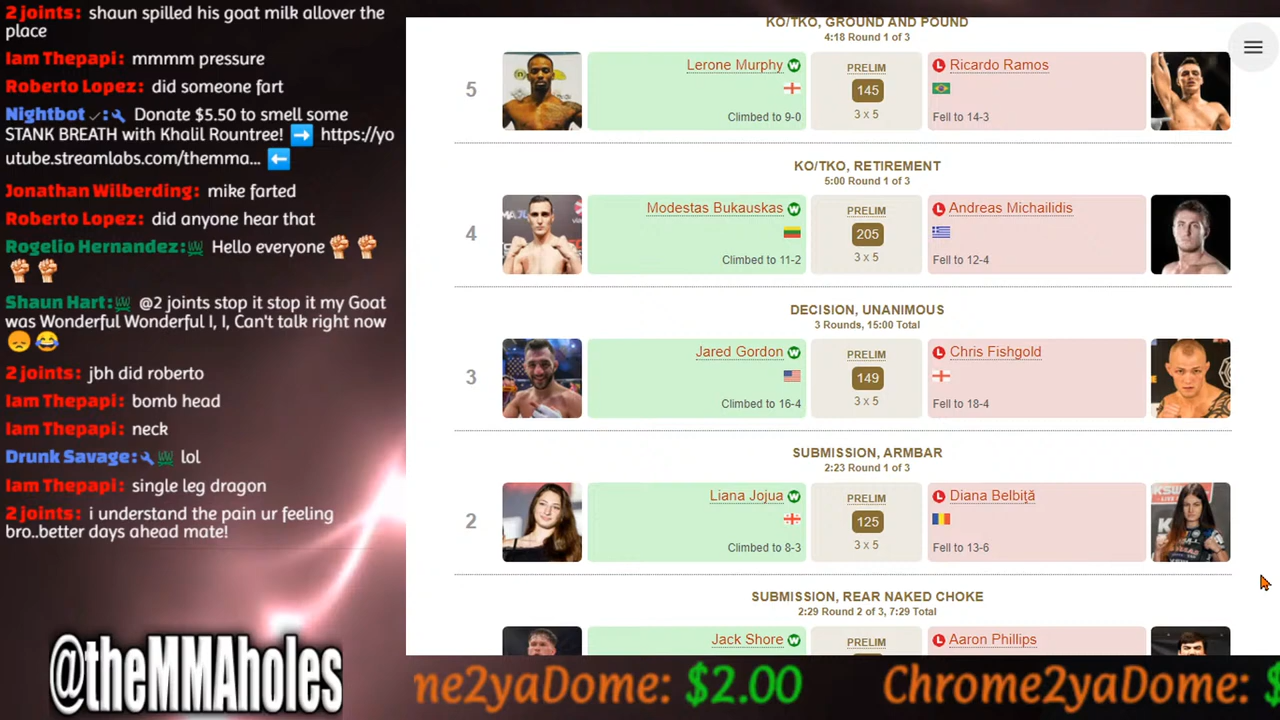 2 joints: shaun spilled his goat milk allover the
place
Iam Thepapi: mmmm pressure
Roberto Lopez: did someone fart
Nightbot ✓:🔧 Donate $5.50 to smell some
STANK BREATH with Khalil Rountree! ➡️ https://yo
utube.streamlabs.com/themma... ⬅️
Jonathan Wilberding: mike farted
Roberto Lopez: did anyone hear that
Rogelio Hernandez: Hello everyone ✊🏼 ✊🏼
✊🏼 ✊🏼
Shaun Hart: @2 joints stop it stop it my Goat
was Wonderful Wonderful I, I, Can't talk right now
😞 😂
2 joints: jbh did roberto
Iam Thepapi: bomb head
Iam Thepapi: neck
Drunk Savage:🔧 lol
Iam Thepapi: single leg dragon
2 joints: i understand the pain ur feeling
bro..better days ahead mate!
@theMMAholes
KO/TKO, GROUND AND POUND
4:18 Round 1 of 3
5
Lerone Murphy W
Climbed to 9-0
PRELIM
145
3 x 5
L Ricardo Ramos
Fell to 14-3
KO/TKO, RETIREMENT
5:00 Round 1 of 3
4
Modestas Bukauskas W
Climbed to 11-2
PRELIM
205
3 x 5
L Andreas Michailidis
Fell to 12-4
DECISION, UNANIMOUS
3 Rounds, 15:00 Total
3
Jared Gordon W
Climbed to 16-4
PRELIM
149
3 x 5
L Chris Fishgold
Fell to 18-4
SUBMISSION, ARMBAR
2:23 Round 1 of 3
2
Liana Jojua W
Climbed to 8-3
PRELIM
125
3 x 5
L Diana Belbiţă
Fell to 13-6
SUBMISSION, REAR NAKED CHOKE
2:29 Round 2 of 3, 7:29 Total
Jack Shore W
PRELIM
L Aaron Phillips
ne2yaDome: $2.00 Chrome2yaDome: $